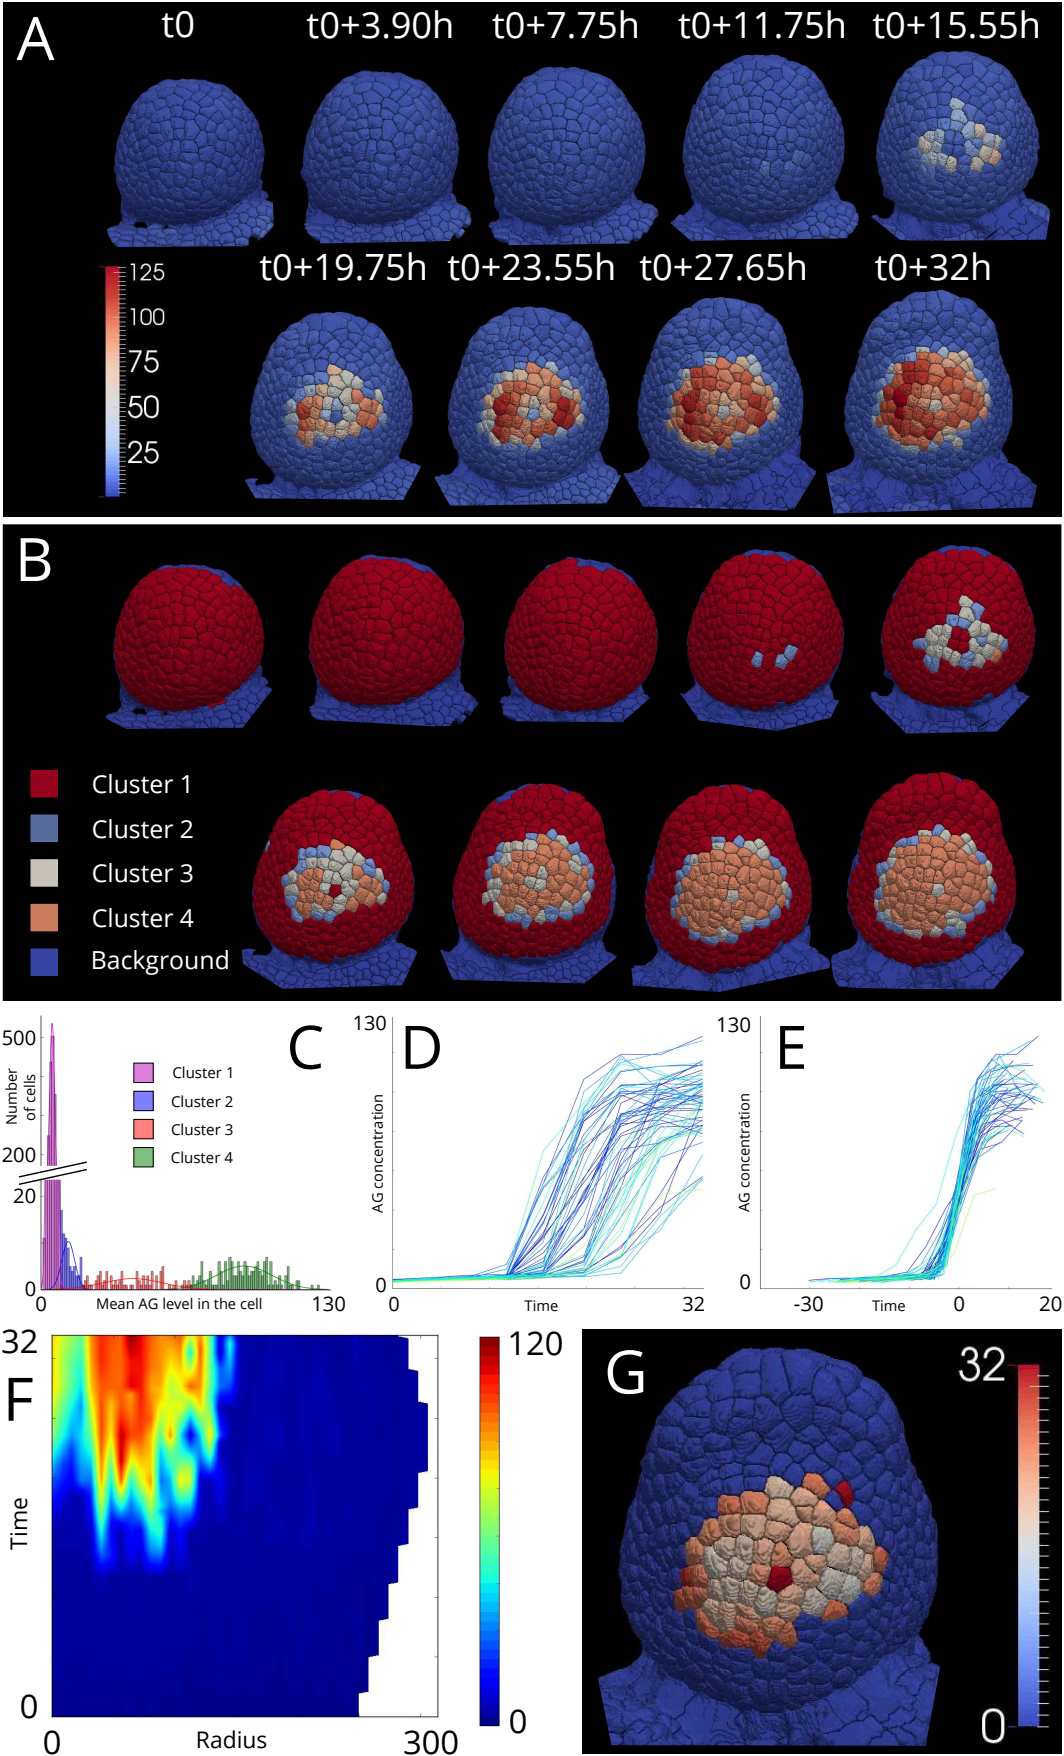 A
t0
t0+3.90h
t0+7.75h
t0+11.75h
t0+15.55h
t0+19.75h
t0+23.55h
t0+27.65h
t0+32h
125
100
75
50
25
B
Cluster 1
Cluster 2
Cluster 3
Cluster 4
Background
C
500
200
20
0
Number
of cells
Cluster 1
Cluster 2
Cluster 3
Cluster 4
0
Mean AG level in the cell
130
D
130
AG concentration
0
0
Time
32
E
130
AG concentration
0
-30
Time
0
20
F
32
Time
0
0
Radius
300
120
0
G
32
0